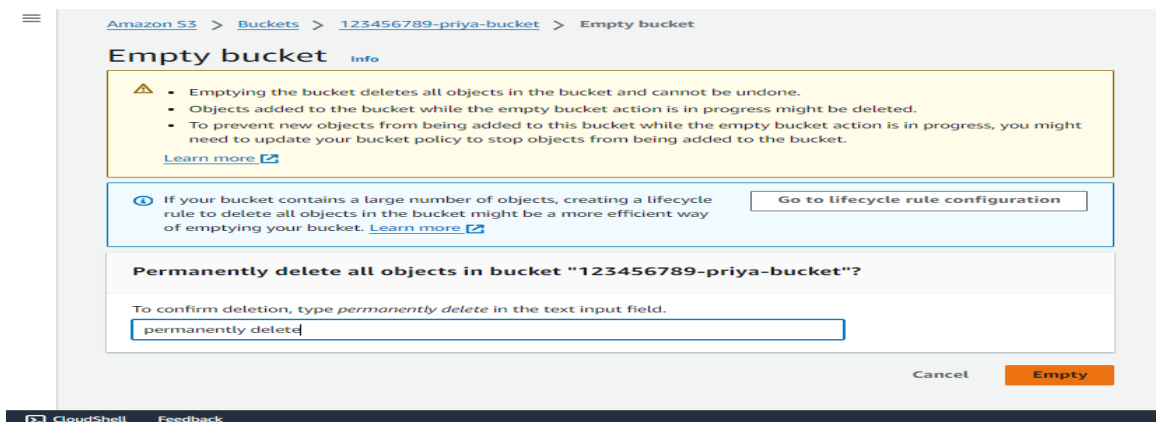 Amazon S3 > Buckets > 123456789-priya-bucket > Empty bucket
Empty bucket Info
• Emptying the bucket deletes all objects in the bucket and cannot be undone.
• Objects added to the bucket while the empty bucket action is in progress might be deleted.
• To prevent new objects from being added to this bucket while the empty bucket action is in progress, you might
need to update your bucket policy to stop objects from being added to the bucket.
Learn more
If your bucket contains a large number of objects, creating a lifecycle
rule to delete all objects in the bucket might be a more efficient way
of emptying your bucket. Learn more
Go to lifecycle rule configuration
Permanently delete all objects in bucket "123456789-priya-bucket"?
To confirm deletion, type permanently delete in the text input field.
permanently delete
Cancel Empty
CloudShell Feedback